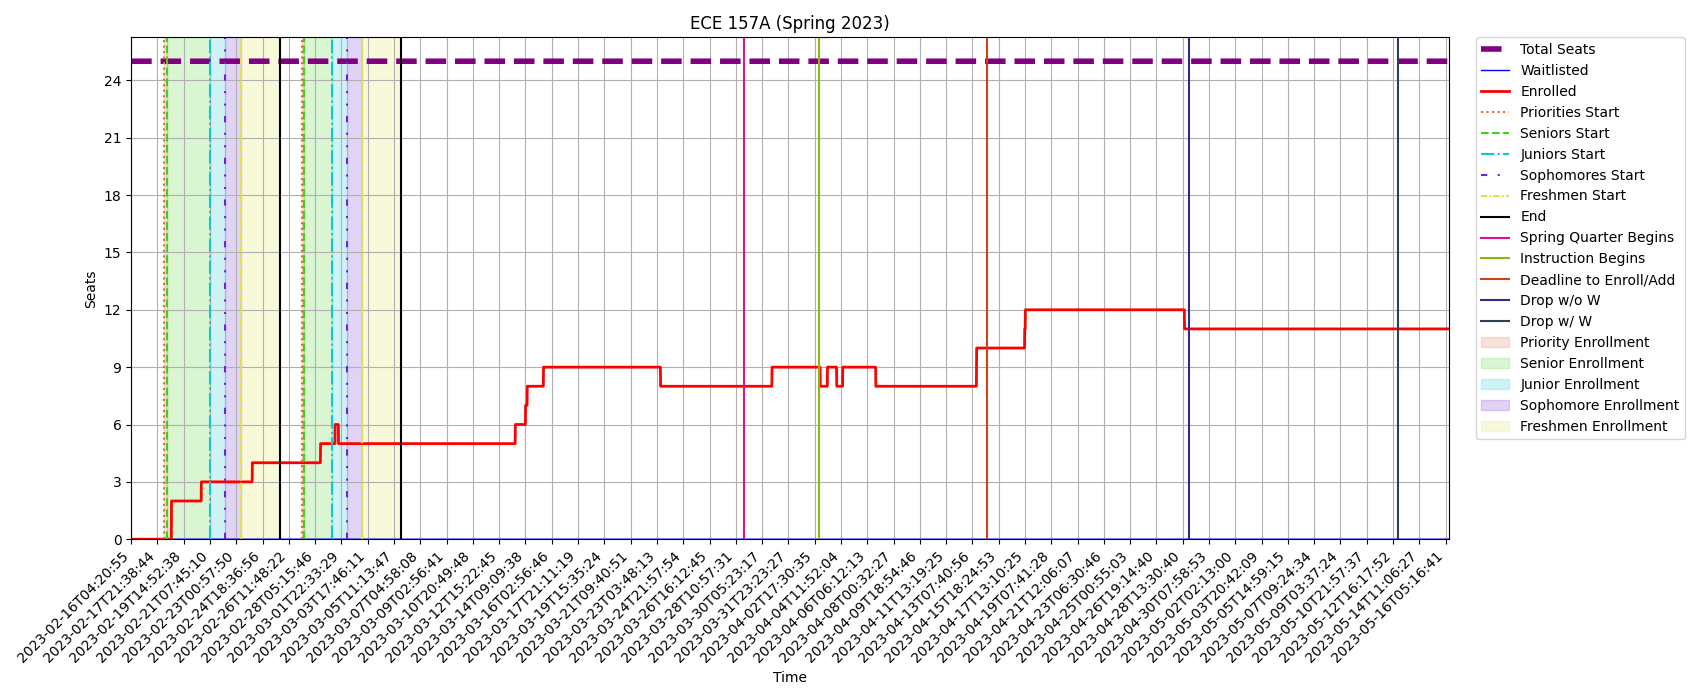 ECE 157A (Spring 2023)
Seats
24
21
18
15
12
9
6
3
0
2023-02-16T04:20:55
2023-02-17T21:38:44
2023-02-19T14:52:38
2023-02-21T07:45:10
2023-02-23T00:57:50
2023-02-24T18:36:56
2023-02-26T11:48:22
2023-02-28T05:15:46
2023-03-01T22:33:29
2023-03-03T17:46:11
2023-03-05T11:13:47
2023-03-07T04:58:08
2023-03-09T02:56:41
2023-03-10T20:49:48
2023-03-12T15:22:45
2023-03-14T09:09:38
2023-03-16T02:56:46
2023-03-17T21:11:19
2023-03-19T15:35:24
2023-03-21T09:40:51
2023-03-23T03:48:13
2023-03-24T21:57:54
2023-03-26T16:12:45
2023-03-28T10:57:31
2023-03-30T05:23:17
2023-03-31T23:23:27
2023-04-02T17:30:35
2023-04-04T11:52:04
2023-04-06T06:12:13
2023-04-08T00:32:27
2023-04-09T18:54:46
2023-04-11T13:19:25
2023-04-13T07:40:56
2023-04-15T18:24:53
2023-04-17T13:10:25
2023-04-19T07:41:28
2023-04-21T12:06:07
2023-04-23T06:30:46
2023-04-25T00:55:03
2023-04-26T19:14:40
2023-04-28T13:30:40
2023-04-30T07:58:53
2023-05-02T02:13:00
2023-05-03T20:42:09
2023-05-05T14:59:15
2023-05-07T09:24:34
2023-05-09T03:37:24
2023-05-10T21:57:37
2023-05-12T16:17:52
2023-05-14T11:06:27
2023-05-16T05:16:41
Time
Total Seats
Waitlisted
Enrolled
Priorities Start
Seniors Start
Juniors Start
Sophomores Start
Freshmen Start
End
Spring Quarter Begins
Instruction Begins
Deadline to Enroll/Add
Drop w/o W
Drop w/ W
Priority Enrollment
Senior Enrollment
Junior Enrollment
Sophomore Enrollment
Freshmen Enrollment